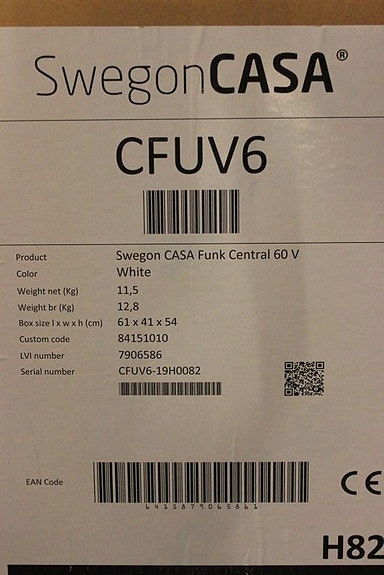 SwegonCASA®
CFUV6
Product Swegon CASA Funk Central 60 V
Color White
Weight net (Kg) 11,5
Weight br (Kg) 12,8
Box size l x w x h (cm) 61 x 41 x 54
Custom code 84151010
LVI number 7906586
Serial number CFUV6-19H0082
EAN Code
6415879065861
CE
H82